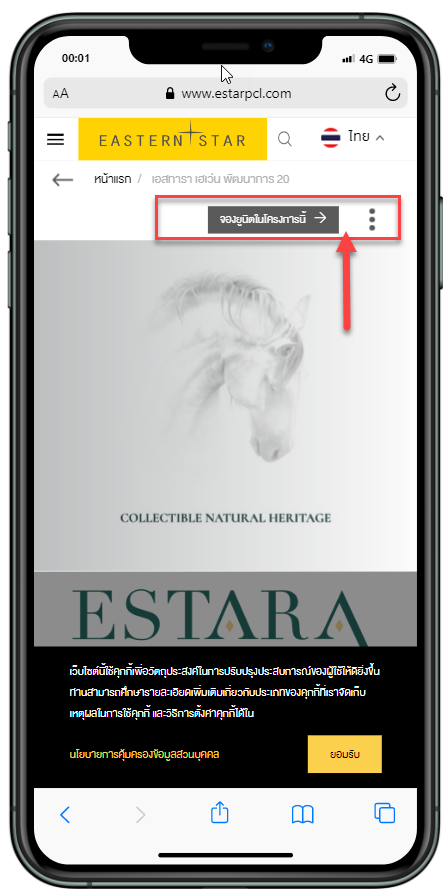 00:01
4G
AA www.estarpcl.com
EASTERN STAR ไทย
หน้าแรก / เอสทารา เฮเว่น พัฒนาการ 20
จองยูนิตในโครงการนี้
COLLECTIBLE NATURAL HERITAGE
ESTARA
เว็บไซต์นี้ใช้คุกกี้เพื่อวัตถุประสงค์ในการปรับปรุงประสบการณ์ของผู้ใช้ให้ดียิ่งขึ้น
ท่านสามารถศึกษารายละเอียดเพิ่มเติมเกี่ยวกับประเภทของคุกกี้ที่เราจัดเก็บ
เหตุผลในการใช้คุกกี้ และวิธีการตั้งค่าคุกกี้ได้ใน
นโยบายการคุ้มครองข้อมูลส่วนบุคคล ยอมรับ